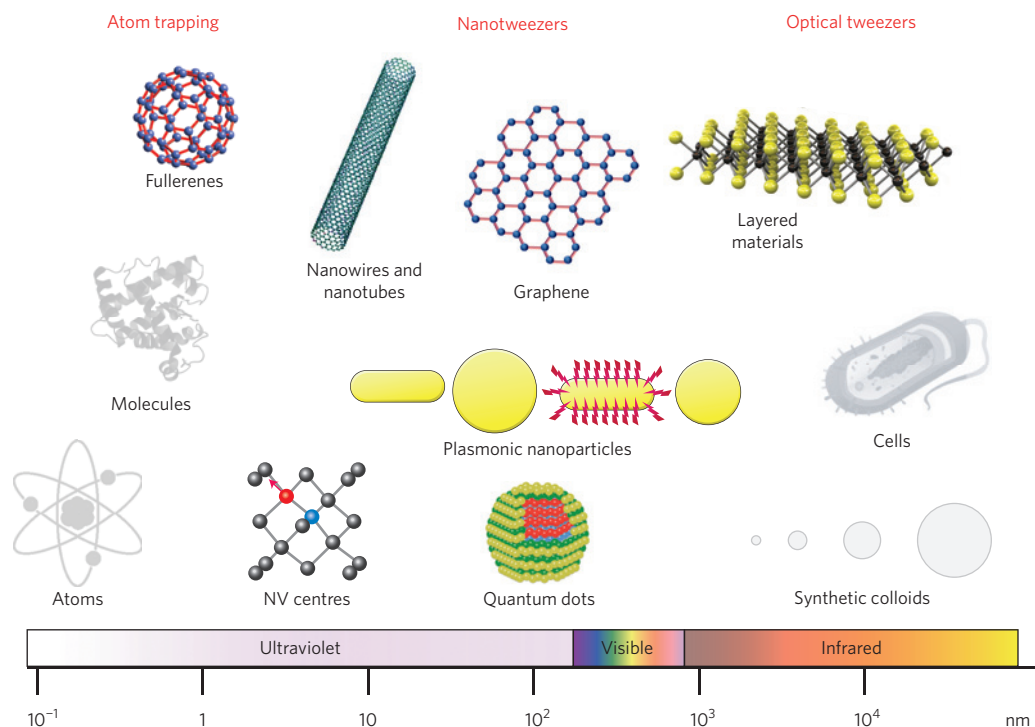 Atom trapping
Nanotweezers
Optical tweezers
Fullerenes
Nanowires and
nanotubes
Graphene
Layered
materials
Molecules
Plasmonic nanoparticles
Cells
Atoms
NV centres
Quantum dots
Synthetic colloids
Ultraviolet
Visible
Infrared
10⁻¹
1
10
10²
10³
10⁴
nm